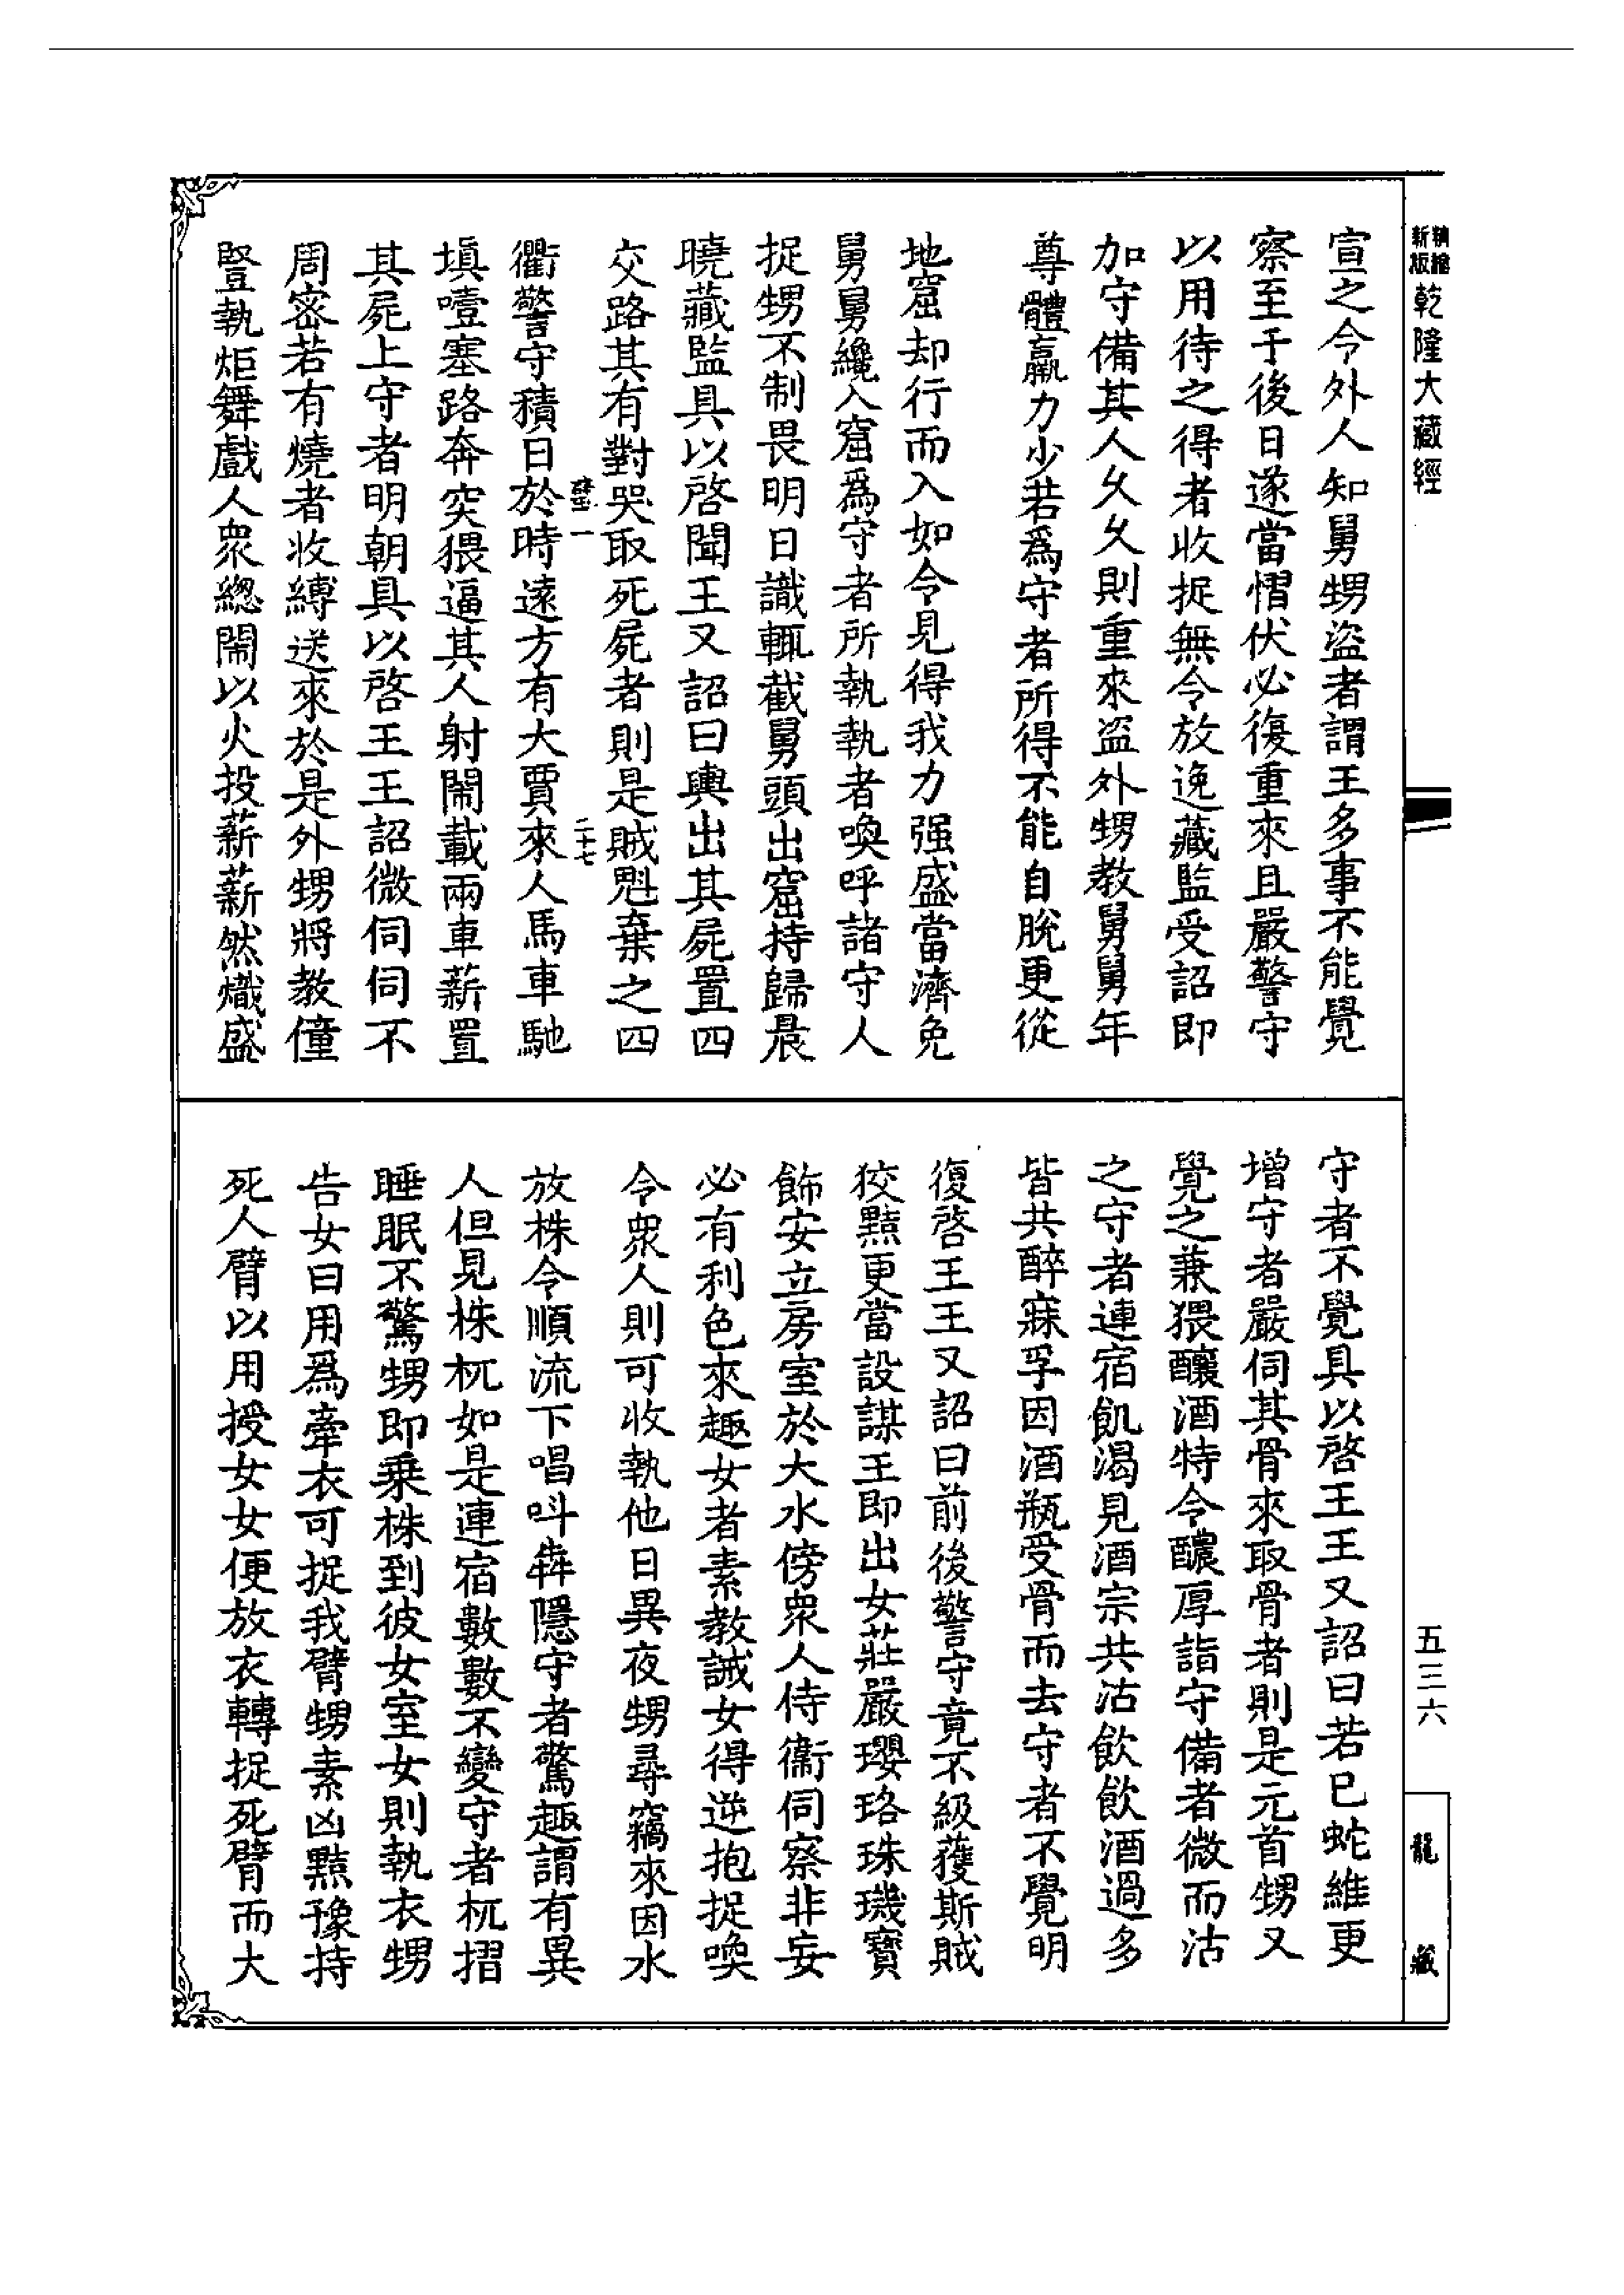 精縮
新版
乾隆大藏經
宣之令外人知舅甥盜者謂王多事不能覺
察至于後日遂當慴伏必復重來且嚴警守
以用待之得者收捉無令放逸藏監受詔即
加守備其人久久則重來盜外甥教舅舅年
尊體羸力少若為守者所得不能自脫更從
地窟却行而入如令見得我力强盛當濟免
舅舅纔入窟為守者所執執者喚呼諸守人
捉甥不制畏明日識輒截舅頭出窟持歸晨
曉藏監具以啓聞王又詔曰輿出其屍置四
交路其有對哭取死屍者則是賊魁棄之四
二十七
衢警守積日於時遠方有大賈來人馬車馳
填噎塞路奔突猥逼其人射鬧載兩車薪置
其屍上守者明朝具以啓王王詔微伺伺不
周密若有燒者收縛送來於是外甥將教僮
豎執炬舞戲人衆總鬧以火投薪薪然熾盛
守者不覺具以啓王王又詔曰若已蛇維更
增守者嚴伺其骨來取骨者則是元首甥又
覺之兼猥釀酒特令醲厚詣守備者微而沽
之守者連宿飢渴見酒宗共沽飲飲酒過多
皆共醉寐孚因酒瓶受骨而去守者不覺明
復啓王王又詔曰前後警守竟不級獲斯賊
狡黠更當設謀王即出女莊嚴瓔珞珠璣寶
飾安立房室於大水傍衆人侍衞伺察非妄
必有利色來趣女者素教誡女得逆抱捉喚
令衆人則可收執他日異夜甥尋竊來因水
放株令順流下唱呌犇隱守者驚趣謂有異
人但見株杌如是連宿數數不變守者杌摺
睡眠不驚甥即乗株到彼女室女則執衣甥
告女曰用為牽衣可捉我臂甥素凶黠豫持
死人臂以用授女女便放衣轉捉死臂而大
五三六
龍藏